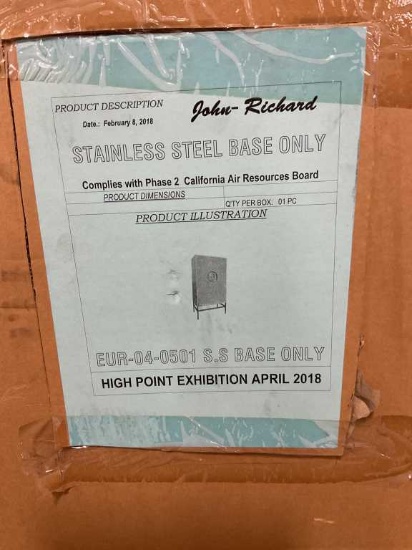 PRODUCT DESCRIPTION
John-Richard
Date.: February 8, 2018
STAINLESS STEEL BASE ONLY
Complies with Phase 2 California Air Resources Board
PRODUCT DIMENSIONS
Q'TY PER BOX: 01 PC
PRODUCT ILLUSTRATION
EUR-04-0501 S.S BASE ONLY
HIGH POINT EXHIBITION APRIL 2018